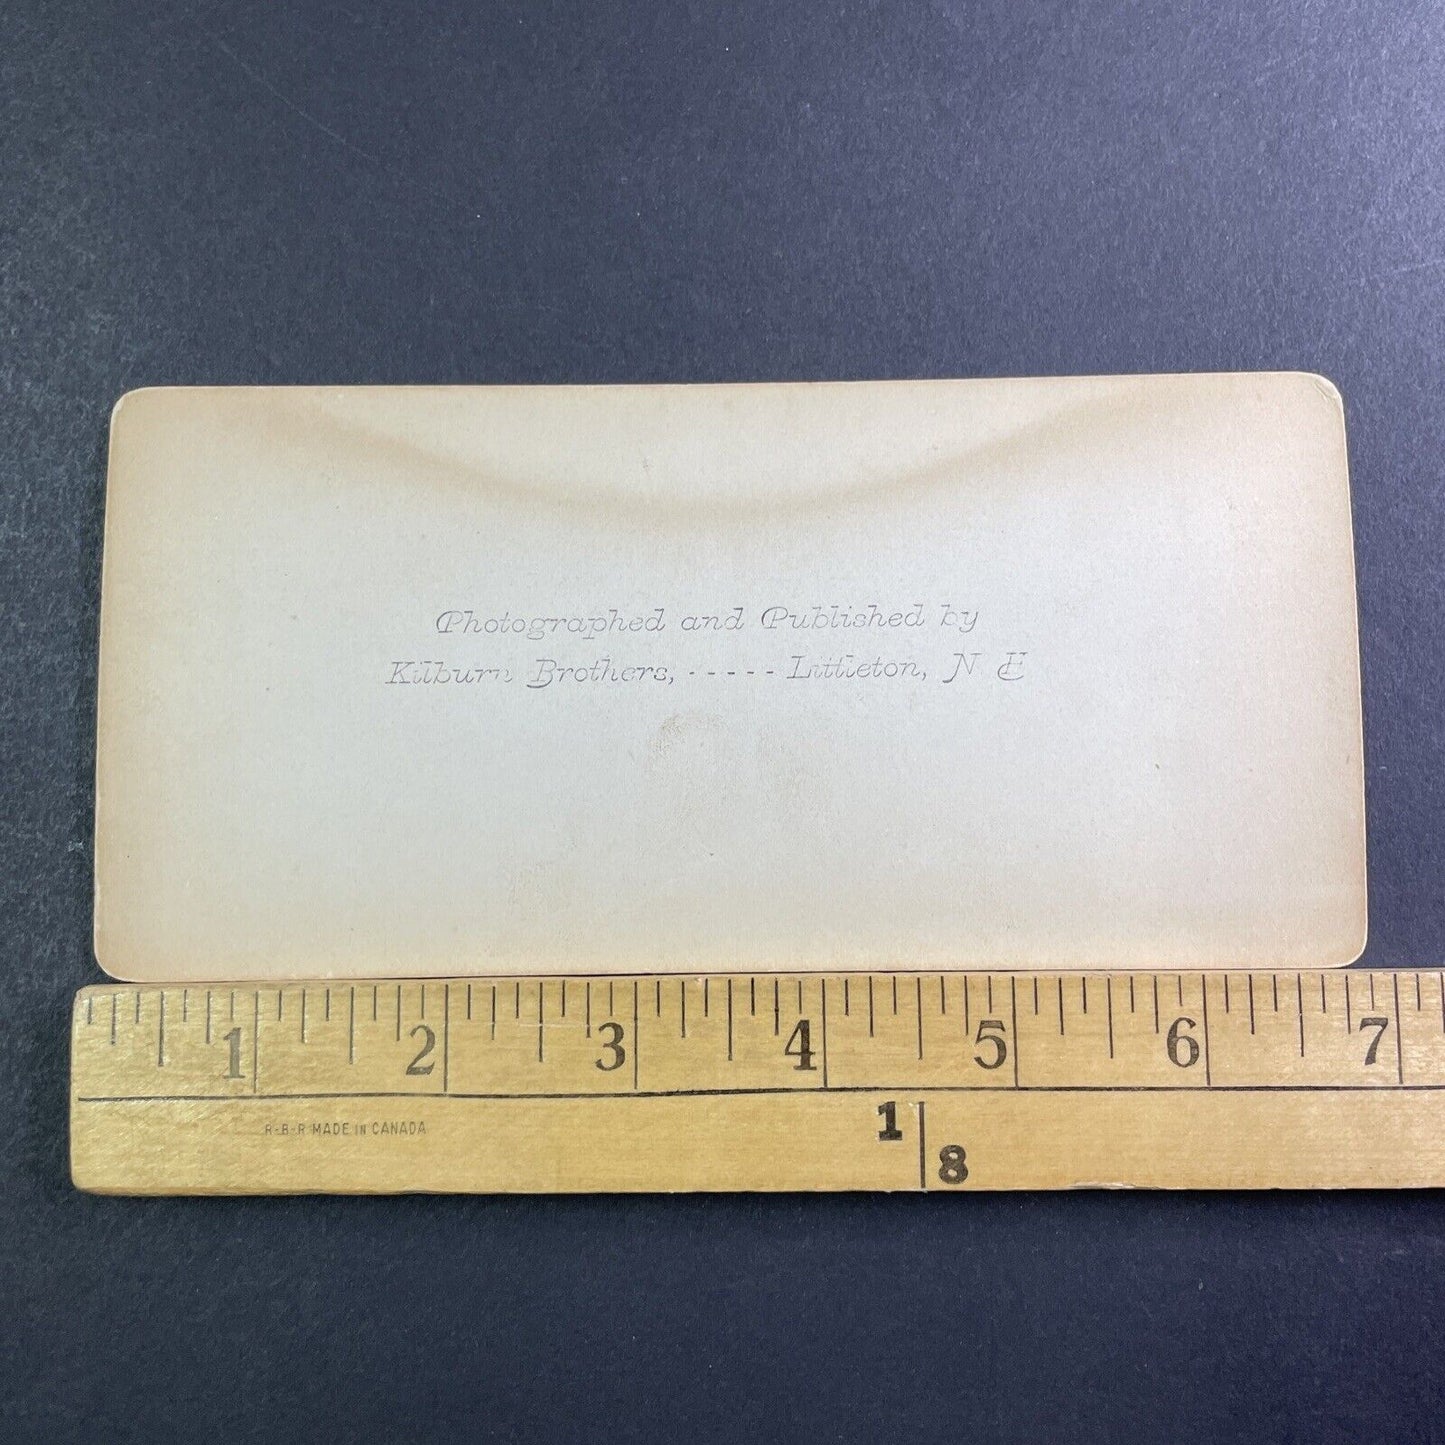 Photographed and Published by
Kilburn Brothers, ----- Littleton, N H
1 2 3 4 5 6 7
R-B-R MADE IN CANADA
1
8